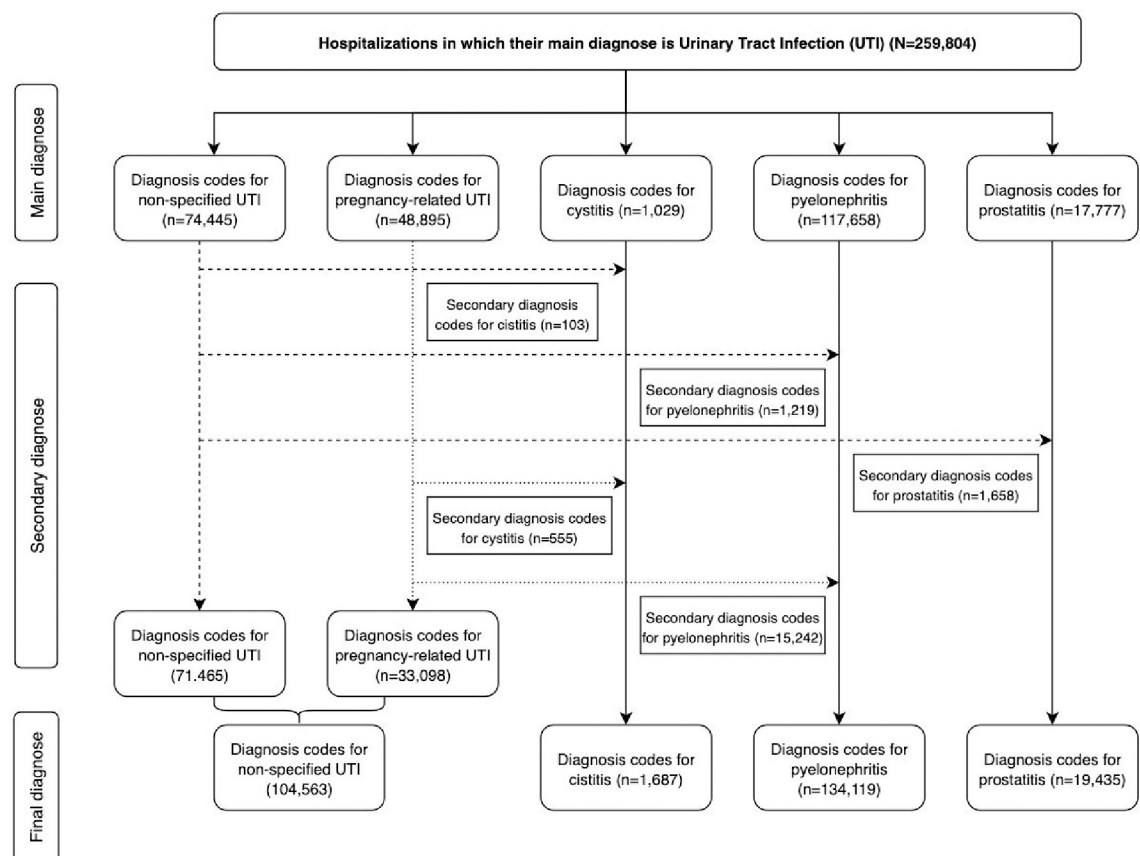 Hospitalizations in which their main diagnose is Urinary Tract Infection (UTI) (N=259,804)
Main diagnose
Diagnosis codes for
non-specified UTI
(n=74,445)
Diagnosis codes for
pregnancy-related UTI
(n=48,895)
Diagnosis codes for
cystitis (n=1,029)
Diagnosis codes for
pyelonephritis
(n=117,658)
Diagnosis codes for
prostatitis (n=17,777)
Secondary diagnose
Secondary diagnosis
codes for cistitis (n=103)
Secondary diagnosis codes
for pyelonephritis (n=1,219)
Secondary diagnosis codes
for prostatitis (n=1,658)
Secondary diagnosis codes
for cystitis (n=555)
Secondary diagnosis codes
for pyelonephritis (n=15,242)
Diagnosis codes for
non-specified UTI
(71.465)
Diagnosis codes for
pregnancy-related UTI
(n=33,098)
Final diagnose
Diagnosis codes for
non-specified UTI
(104,563)
Diagnosis codes for
cistitis (n=1,687)
Diagnosis codes for
pyelonephritis
(n=134,119)
Diagnosis codes for
prostatitis (n=19,435)